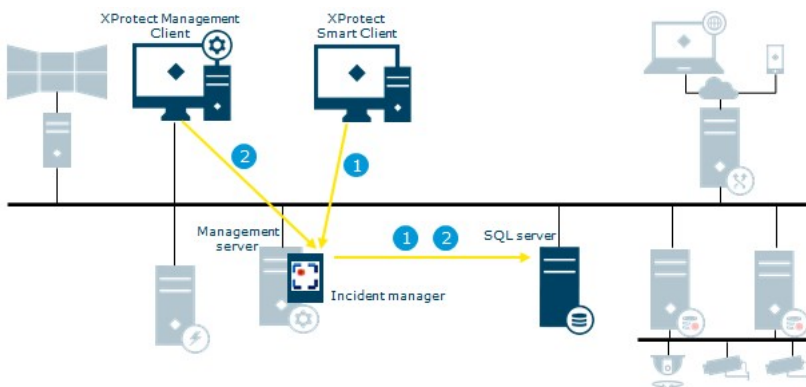 XProtect Management
Client
XProtect
Smart Client
2
1
Management
server
1 2
SQL server
Incident manager